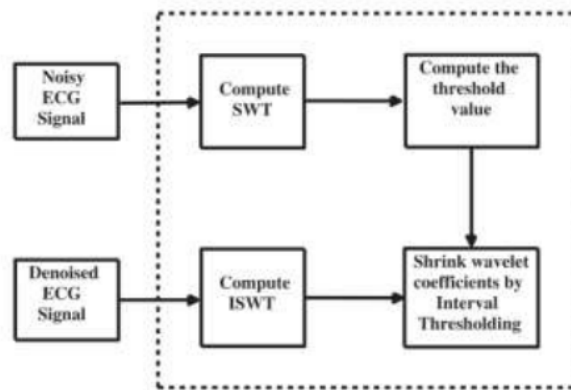 Noisy
ECG
Signal
Compute
SWT
Compute the
threshold
value
Denoised
ECG
Signal
Compute
ISWT
Shrink wavelet
coefficients by
Interval
Thresholding